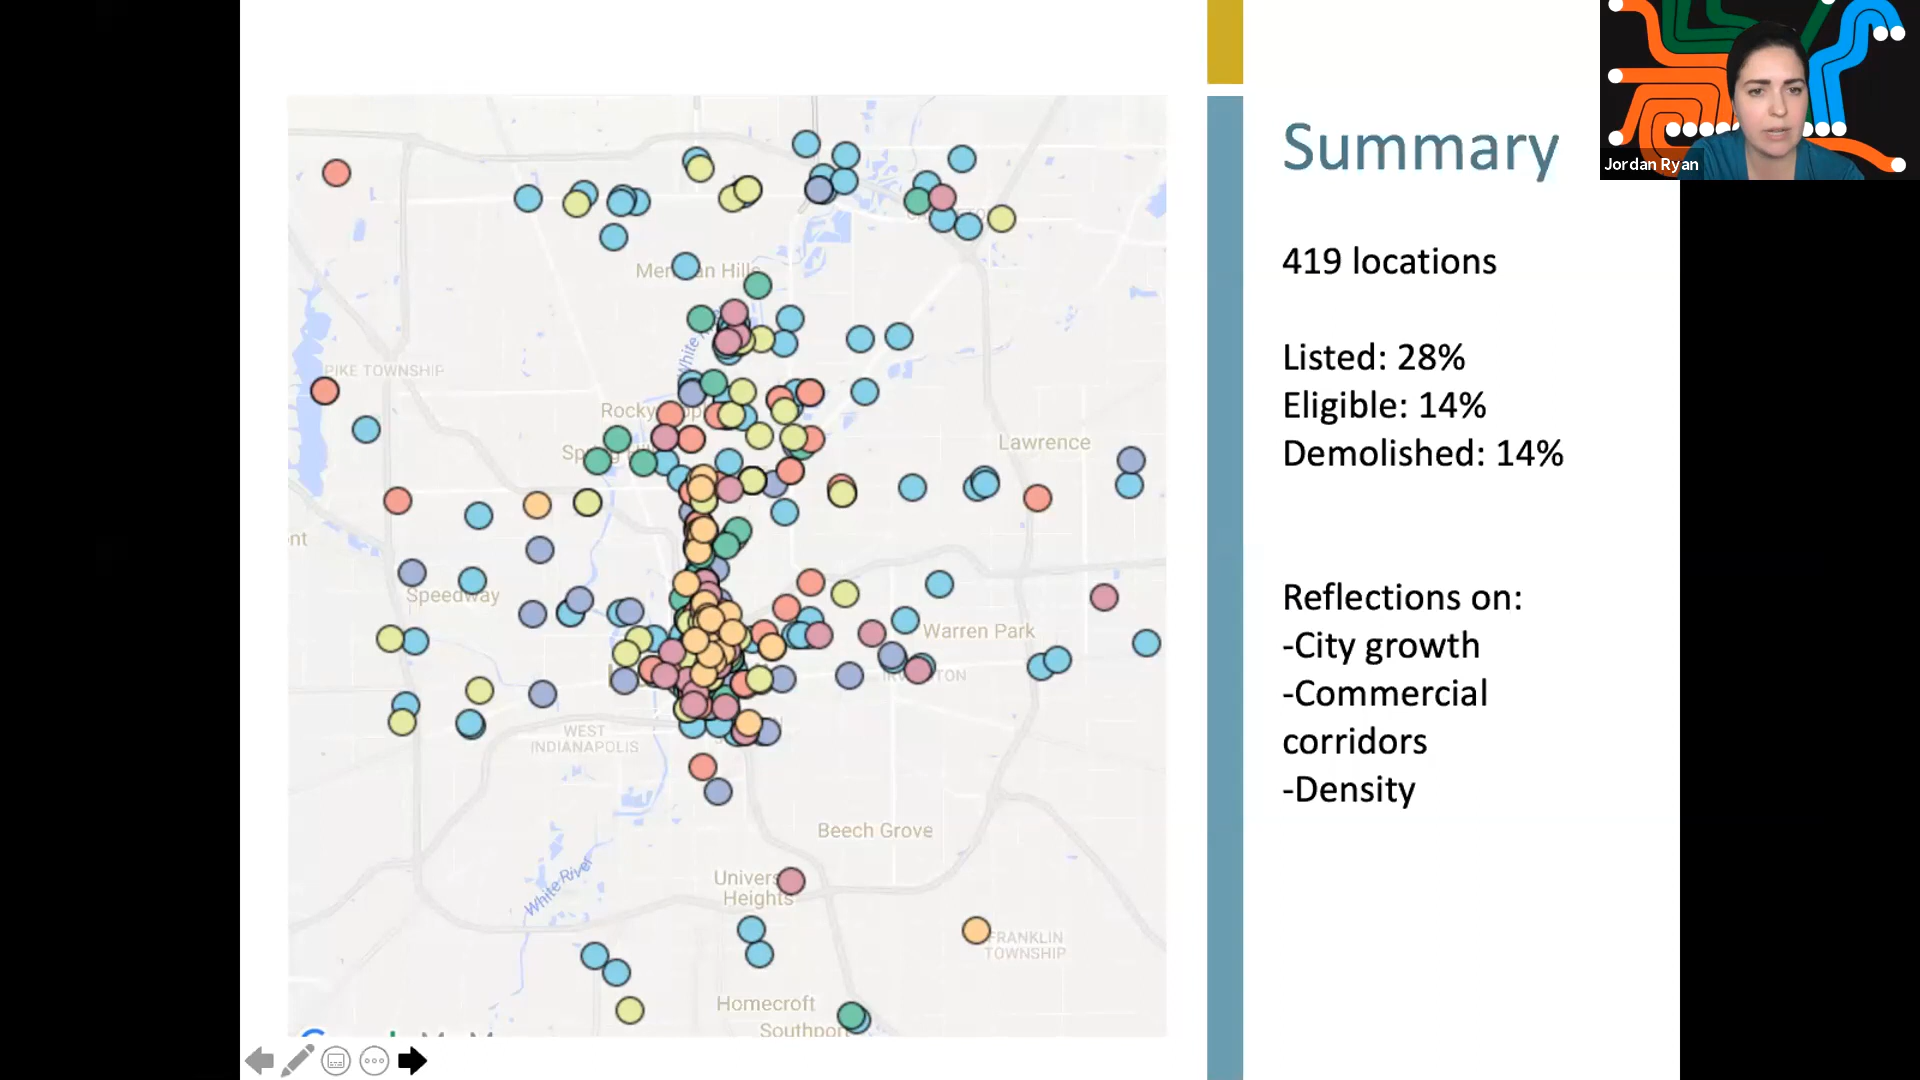 Summary
Jordan Ryan
419 locations
Listed: 28%
Eligible: 14%
Demolished: 14%
Reflections on:
-City growth
-Commercial
corridors
-Density
PIKE TOWNSHIP
Lawrence
Speedway
Warren Park
WEST
INDIANAPOLIS
Beech Grove
Heights
White River
FRANKLIN
TOWNSHIP
Homecroft